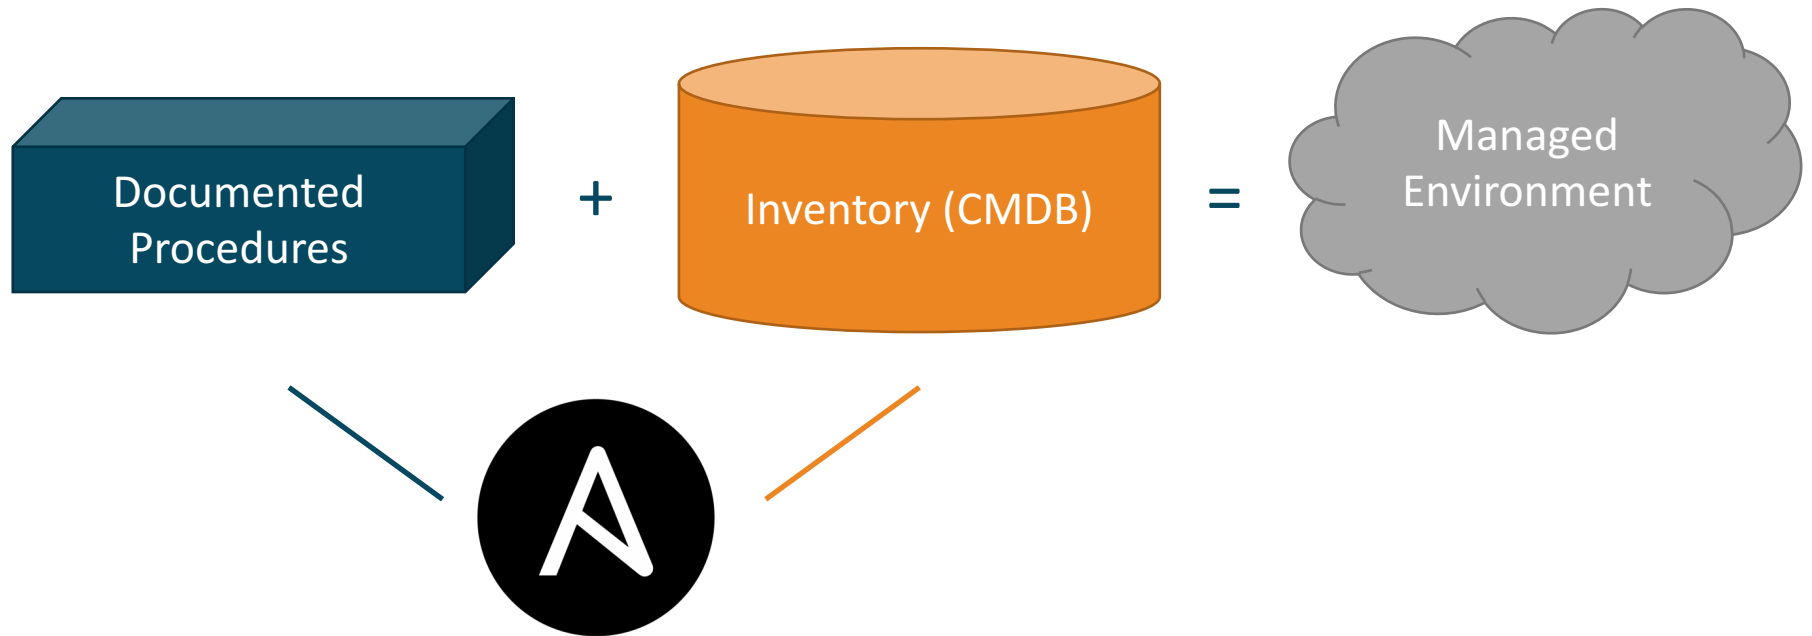 Documented
Procedures
+
Inventory (CMDB)
=
Managed
Environment